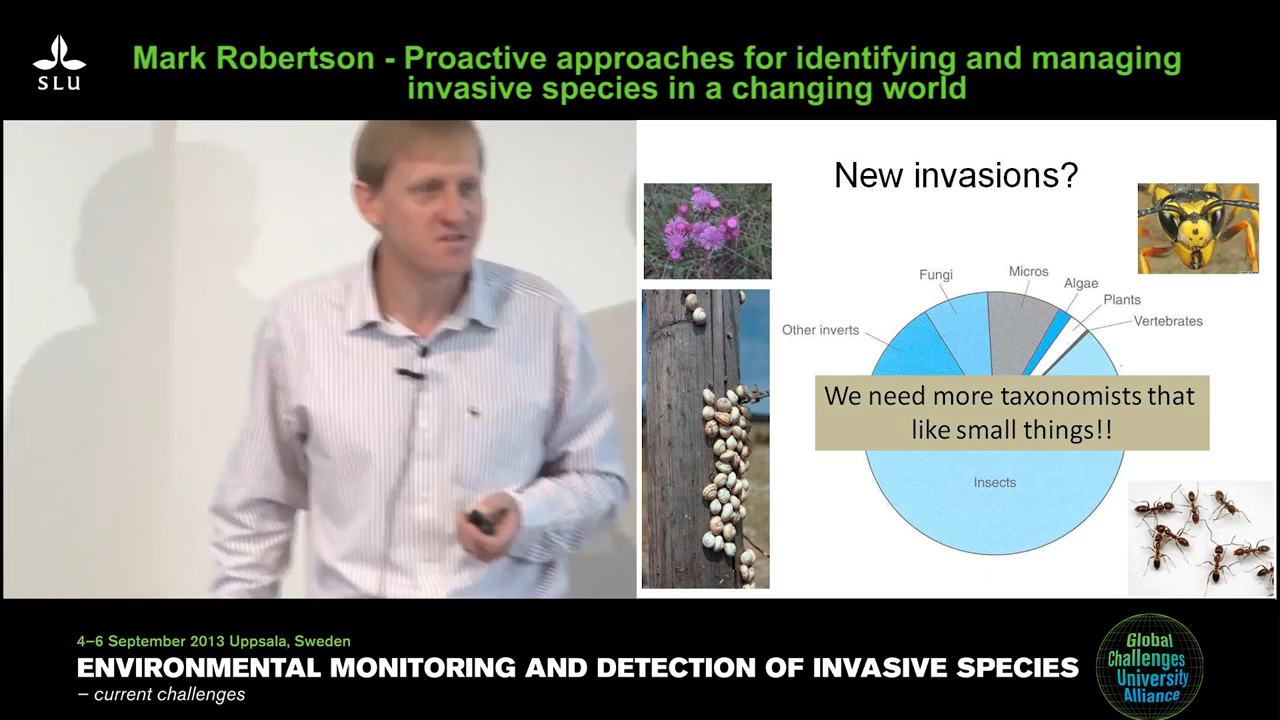 SLU
Mark Robertson - Proactive approaches for identifying and managing
invasive species in a changing world
New invasions?
Fungi
Micros
Algae
Plants
Vertebrates
Other inverts
We need more taxonomists that
like small things!!
Insects
4–6 September 2013 Uppsala, Sweden
ENVIRONMENTAL MONITORING AND DETECTION OF INVASIVE SPECIES
– current challenges
Global
Challenges
University
Alliance